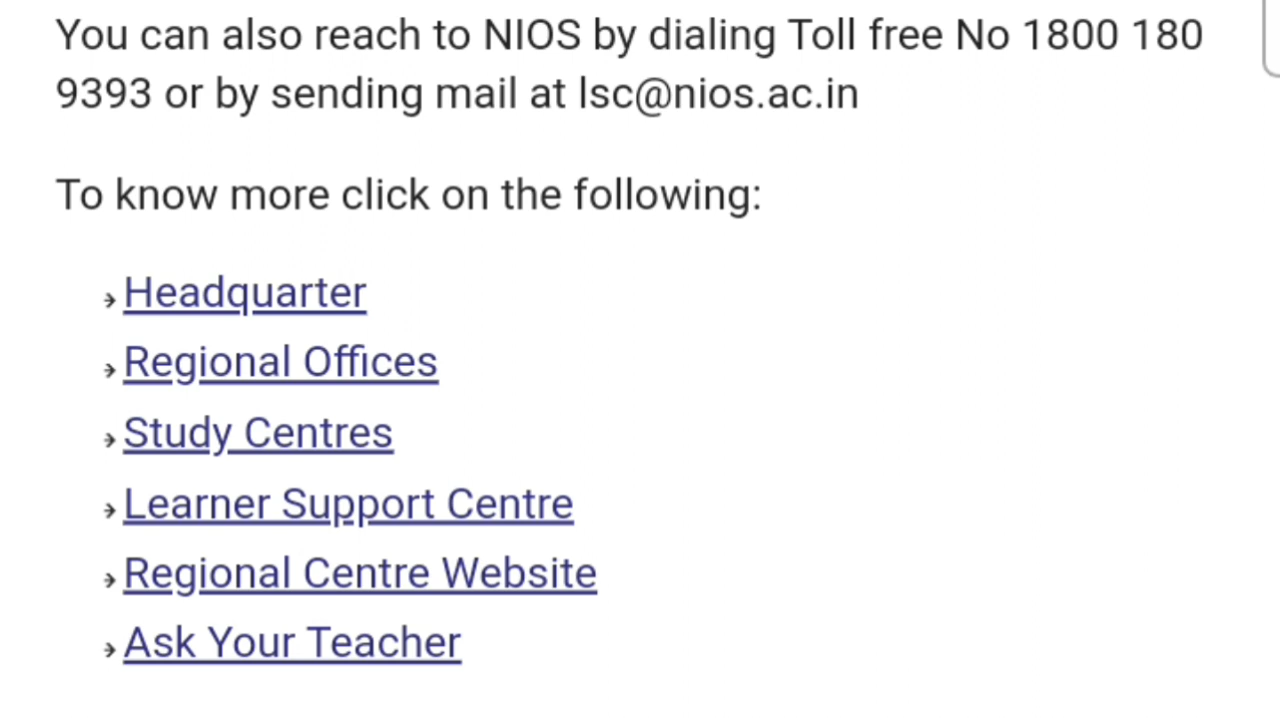 You can also reach to NIOS by dialing Toll free No 1800 180
9393 or by sending mail at lsc@nios.ac.in
To know more click on the following:
Headquarter
Regional Offices
Study Centres
Learner Support Centre
Regional Centre Website
Ask Your Teacher